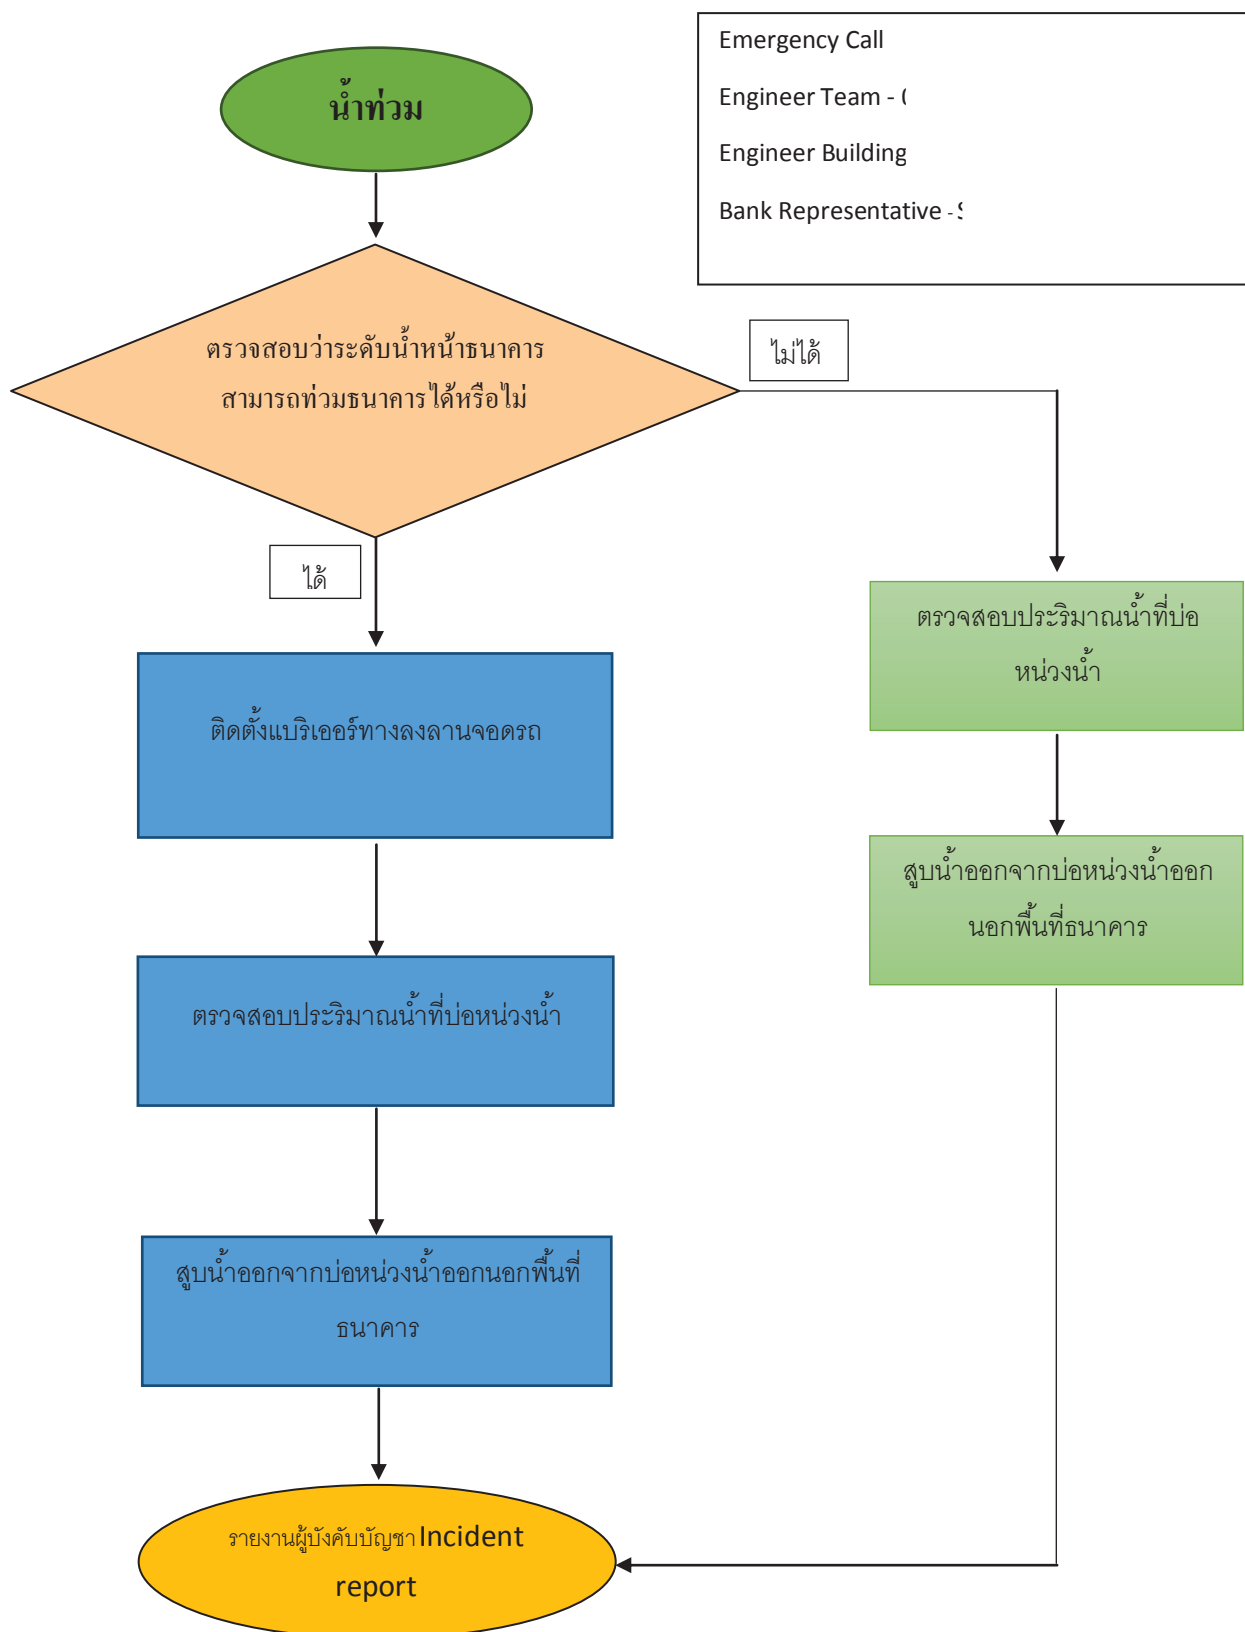 น้ำท่วม
Emergency Call
Engineer Team -
Engineer Building
Bank Representative -
ตรวจสอบว่าระดับน้ำหน้าธนาคาร
สามารถท่วมธนาคารได้หรือไม่
ไม่ได้
ได้
ติดตั้งแบริเออร์ทางลงลานจอดรถ
ตรวจสอบประริมาณน้ำที่บ่อหน่วงน้ำ
สูบน้ำออกจากบ่อหน่วงน้ำออกนอกพื้นที่
ธนาคาร
ตรวจสอบประริมาณน้ำที่บ่อ
หน่วงน้ำ
สูบน้ำออกจากบ่อหน่วงน้ำออก
นอกพื้นที่ธนาคาร
รายงานผู้บังคับบัญชา Incident
report